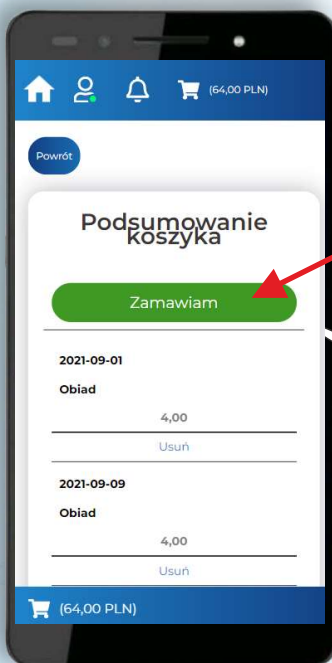 (64,00 PLN)
Powrót
Podsumowanie
koszyka
Zamawiam
2021-09-01
Obiad
4,00
Usuń
2021-09-09
Obiad
4,00
Usuń
(64,00 PLN)